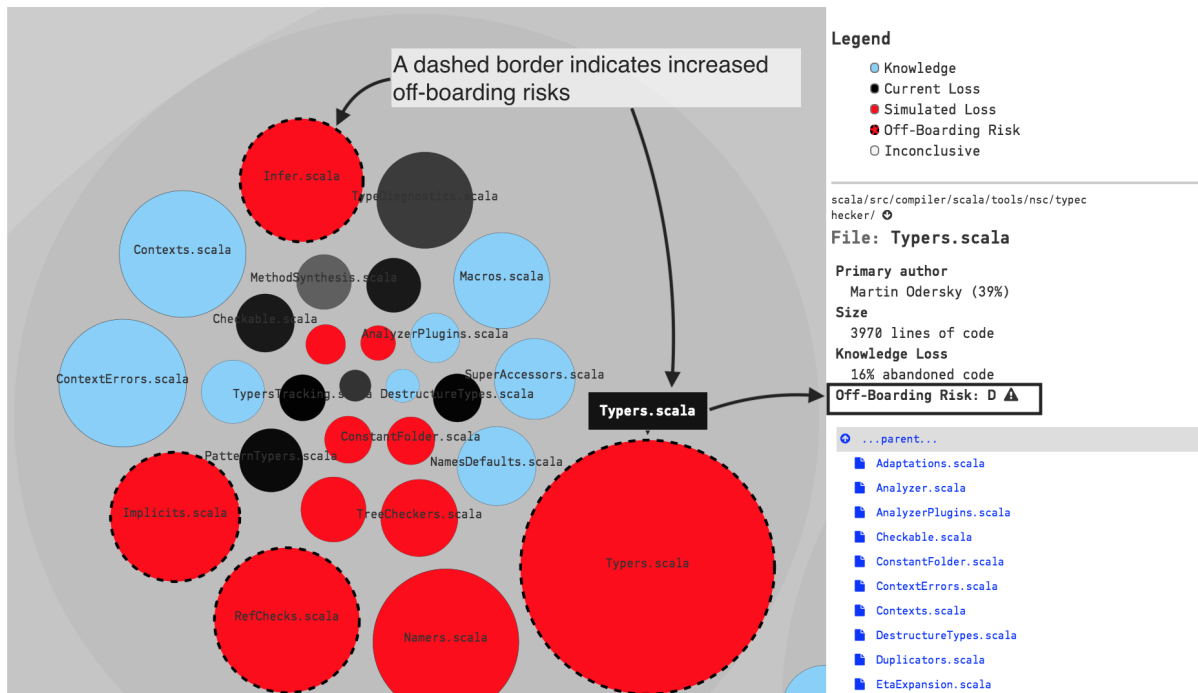 A dashed border indicates increased
off-boarding risks
Infer.scala
TypeDiagnostics.scala
Contexts.scala
MethodSynthesis.scala
Macros.scala
Checkable.scala
AnalyzerPlugins.scala
ContextErrors.scala
SuperAccessors.scala
DestructureTypes.scala
Typers.scala
ConstantFolder.scala
PatternTypers.scala
NamesDefaults.scala
Implicits.scala
TreeCheckers.scala
Typers.scala
RefChecks.scala
Namers.scala
Legend
Knowledge
Current Loss
Simulated Loss
Off-Boarding Risk
Inconclusive
scala/src/compiler/scala/tools/nsc/typec
hecker/
File: Typers.scala
Primary author
Martin Odersky (39%)
Size
3970 lines of code
Knowledge Loss
16% abandoned code
Off-Boarding Risk: D
...parent...
Adaptations.scala
Analyzer.scala
AnalyzerPlugins.scala
Checkable.scala
ConstantFolder.scala
ContextErrors.scala
Contexts.scala
DestructureTypes.scala
Duplicators.scala
EtaExpansion.scala